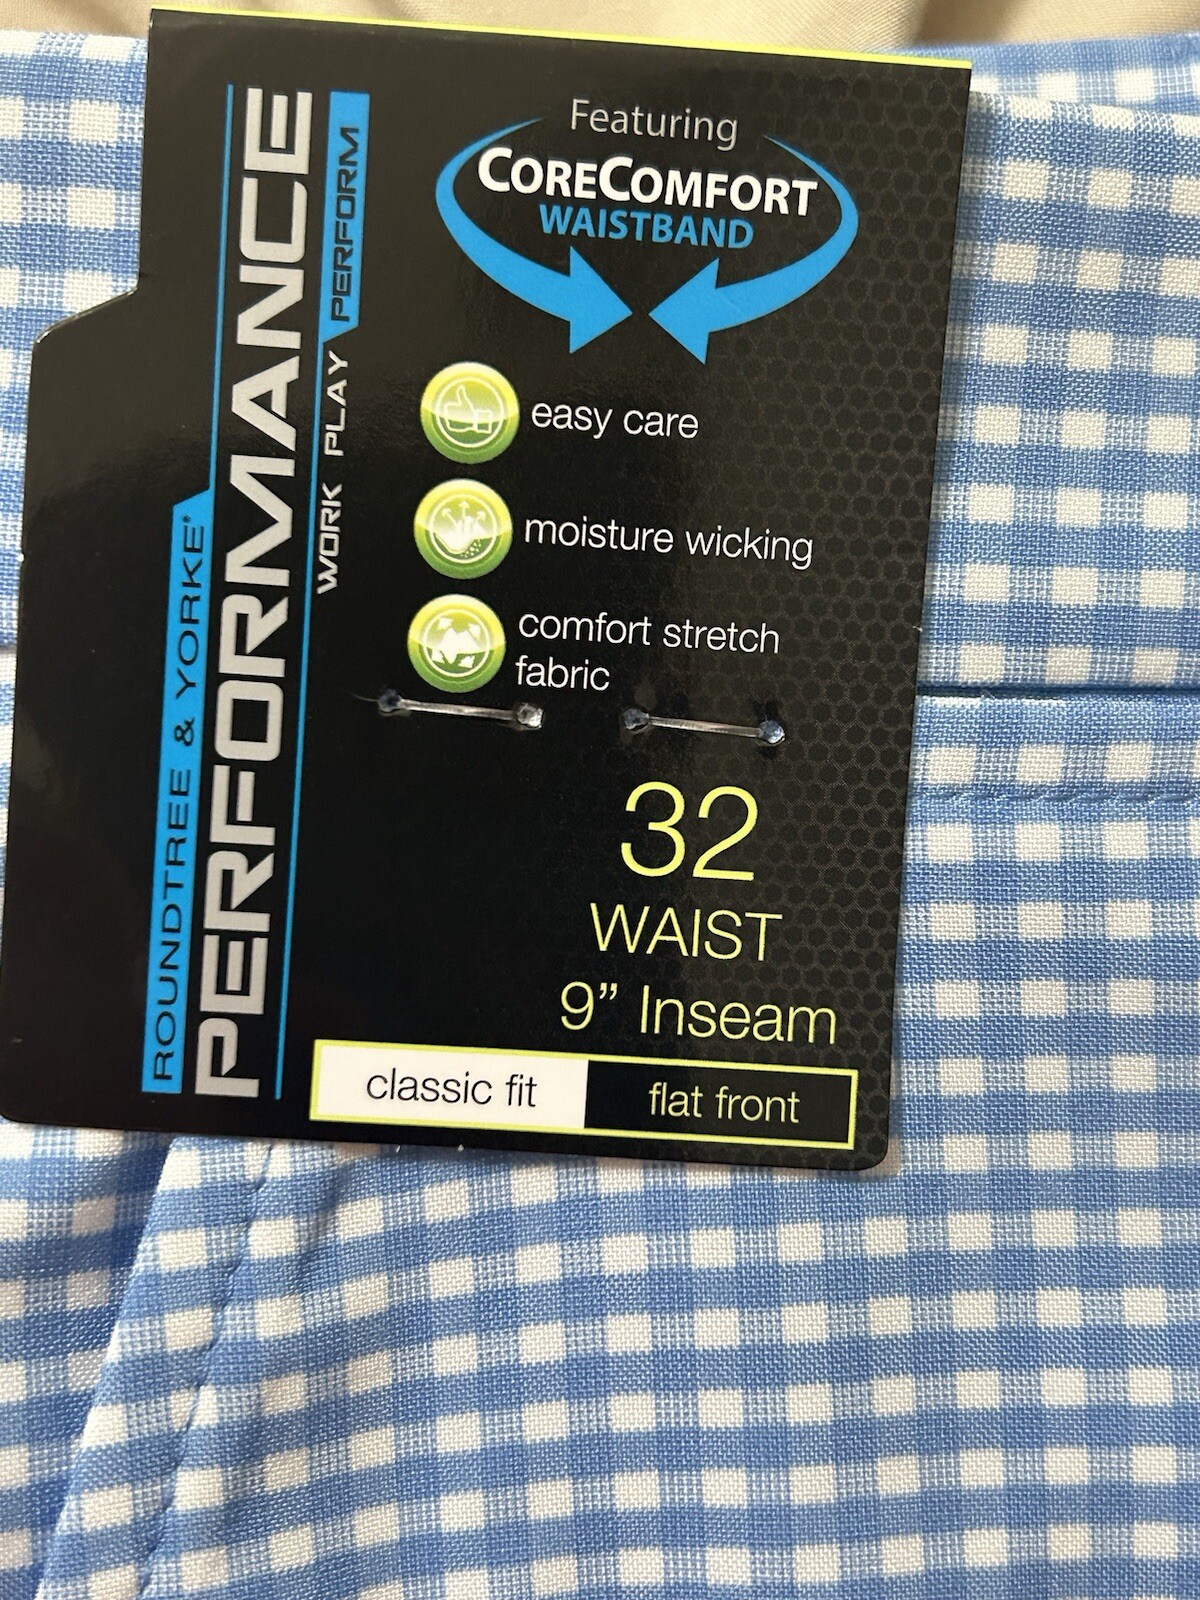 ROUNDTREE & YORKE®
PERFORMANCE
WORK PLAY PERFORM
Featuring
CORECOMFORT
WAISTBAND
easy care
moisture wicking
comfort stretch
fabric
32
WAIST
9” Inseam
classic fit
flat front